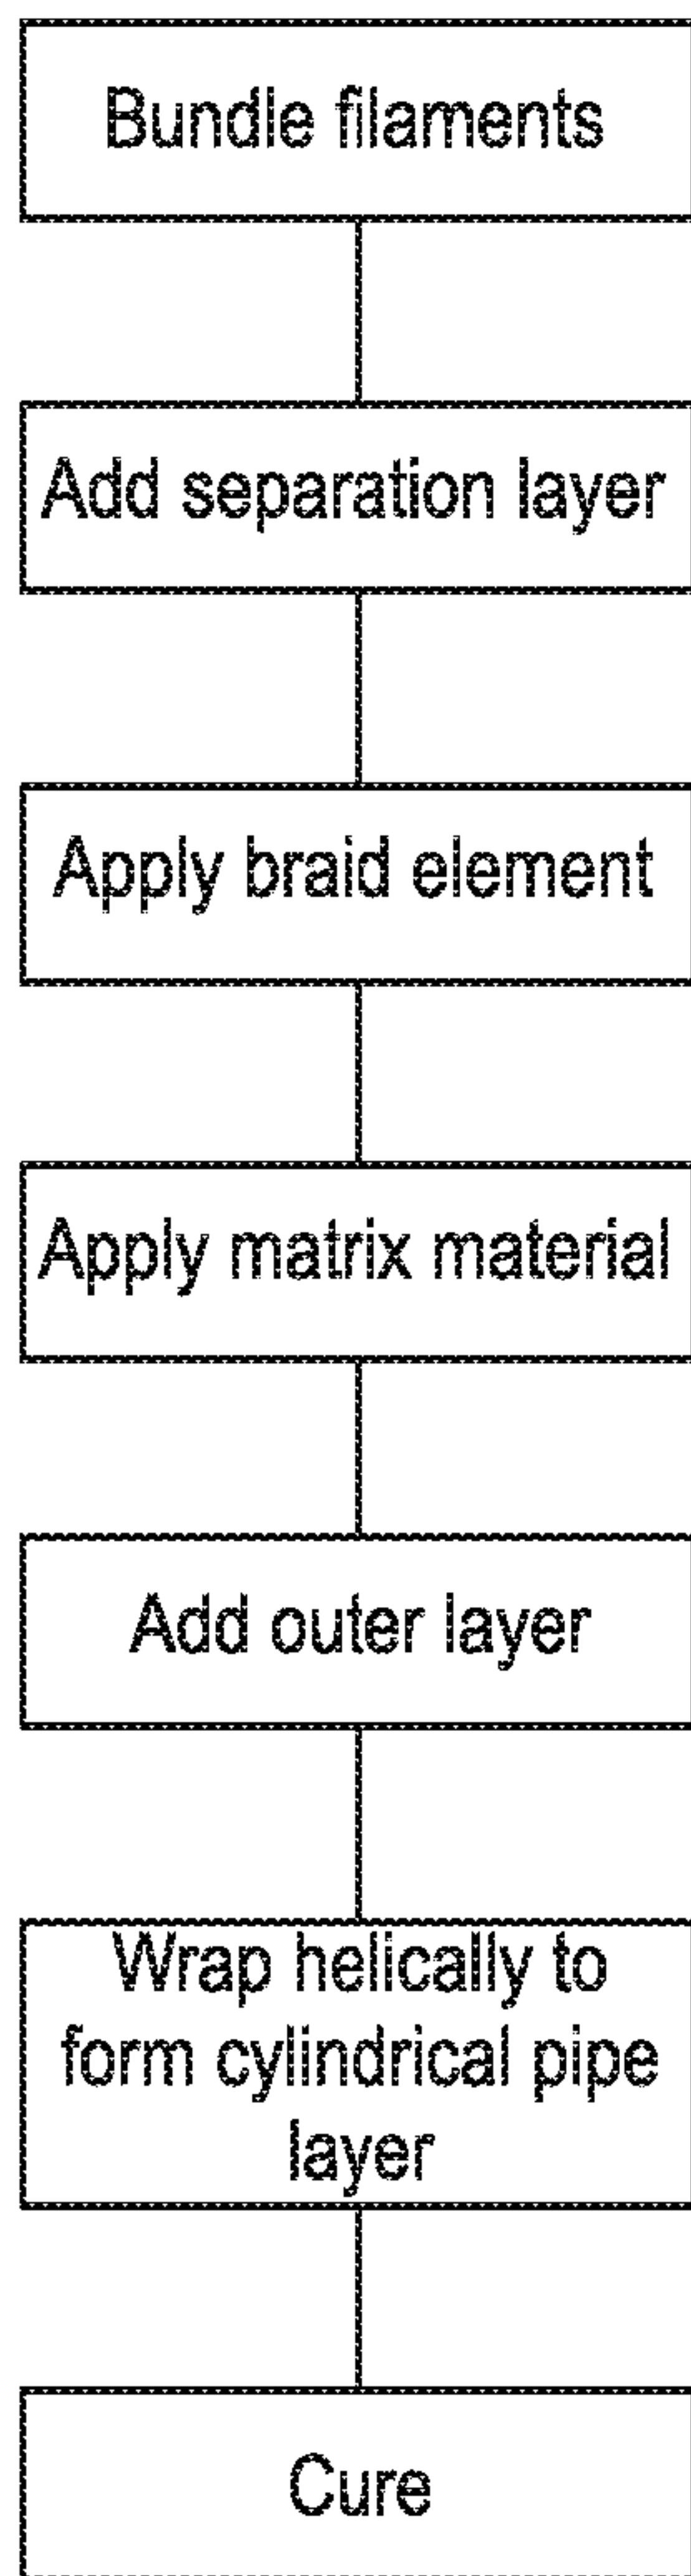 Bundle filaments
Add separation layer
Apply braid element
Apply matrix material
Add outer layer
Wrap helically to
form cylindrical pipe
layer
Cure